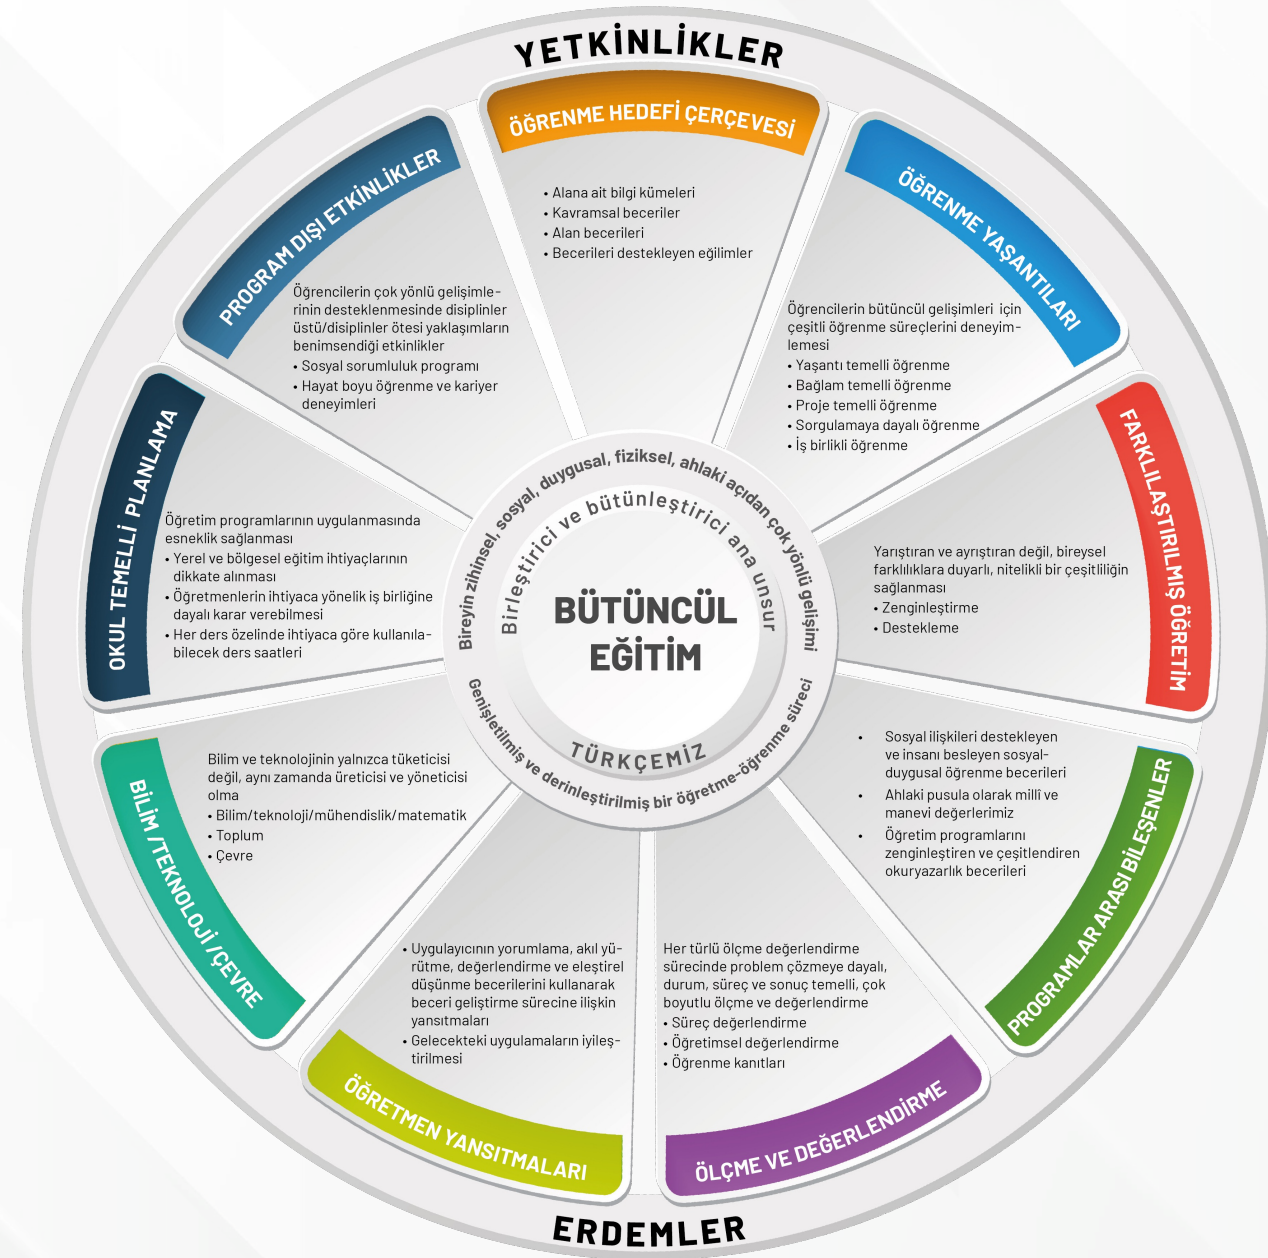 YETKİNLİKLER
ÖĞRENME HEDEFİ ÇERÇEVESİ
• Alana ait bilgi kümeleri
• Kavramsal beceriler
• Alan becerileri
• Becerileri destekleyen eğilimler
ÖĞRENME YAŞANTILARI
Öğrencilerin bütüncül gelişimleri için
çeşitli öğrenme süreçlerini deneyim-
lemesi
• Yaşantı temelli öğrenme
• Bağlam temelli öğrenme
• Proje temelli öğrenme
• Sorgulamaya dayalı öğrenme
• İş birlikli öğrenme
FARKLILAŞTIRILMIŞ ÖĞRETİM
Yarıştıran ve ayrıştıran değil, bireysel
farklılıklara duyarlı, nitelikli bir çeşitliliğin
sağlanması
• Zenginleştirme
• Destekleme
PROGRAMLAR ARASI BİLEŞENLER
• Sosyal ilişkileri destekleyen
ve insanı besleyen sosyal-
duygusal öğrenme becerileri
• Ahlaki pusula olarak millî ve
manevi değerlerimiz
• Öğretim programlarını
zenginleştiren ve çeşitlendiren
okuryazarlık becerileri
ÖLÇME VE DEĞERLENDİRME
Her türlü ölçme değerlendirme
sürecinde problem çözmeye dayalı,
durum, süreç ve sonuç temelli, çok
boyutlu ölçme ve değerlendirme
• Süreç değerlendirme
• Öğretimsel değerlendirme
• Öğrenme kanıtları
ÖĞRETMEN YANSITMALARI
• Uygulayıcının yorumlama, akıl yü-
rütme, değerlendirme ve eleştirel
düşünme becerilerini kullanarak
beceri geliştirme sürecine ilişkin
yansıtmaları
• Gelecekteki uygulamaların iyileş-
tirilmesi
BİLİM /TEKNOLOJİ /ÇEVRE
Bilim ve teknolojinin yalnızca tüketicisi
değil, aynı zamanda üreticisi ve yöneticisi
olma
• Bilim/teknoloji/mühendislik/matematik
• Toplum
• Çevre
OKUL TEMELLİ PLANLAMA
Öğretim programlarının uygulanmasında
esneklik sağlanması
• Yerel ve bölgesel eğitim ihtiyaçlarının
dikkate alınması
• Öğretmenlerin ihtiyaca yönelik iş birliğine
dayalı karar verebilmesi
• Her ders özelinde ihtiyaca göre kullanıla-
bilecek ders saatleri
PROGRAM DIŞI ETKİNLİKLER
Öğrencilerin çok yönlü gelişimle-
rinin desteklenmesinde disiplinler
üstü/disiplinler ötesi yaklaşımların
benimsendiği etkinlikler
• Sosyal sorumluluk programı
• Hayat boyu öğrenme ve kariyer
deneyimleri
Bireyin zihinsel, sosyal, duygusal, fiziksel, ahlaki açıdan çok yönlü gelişimi
Birleştirici ve bütünleştirici ana unsur
BÜTÜNCÜL
EĞİTİM
TÜRKÇEMİZ
Genişletilmiş ve derinleştirilmiş bir öğretme-öğrenme süreci
ERDEMLER